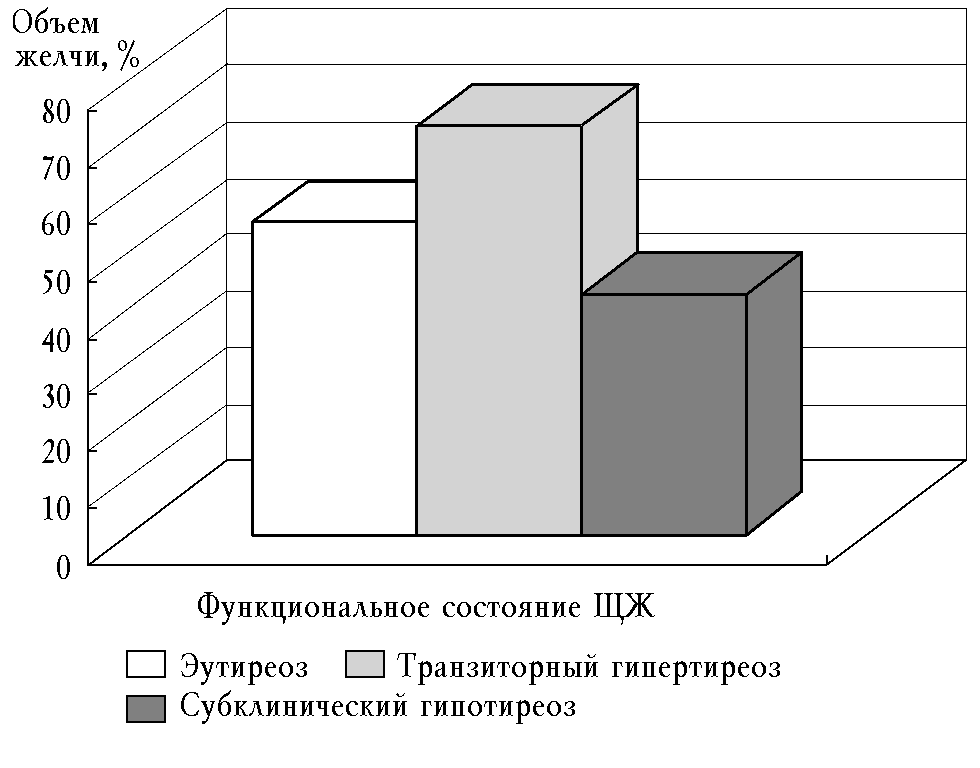 Объем
желчи, %
80
70
60
50
40
30
20
10
0
Функциональное состояние ЩЖ
Эутиреоз Транзиторный гипертиреоз
Субклинический гипотиреоз